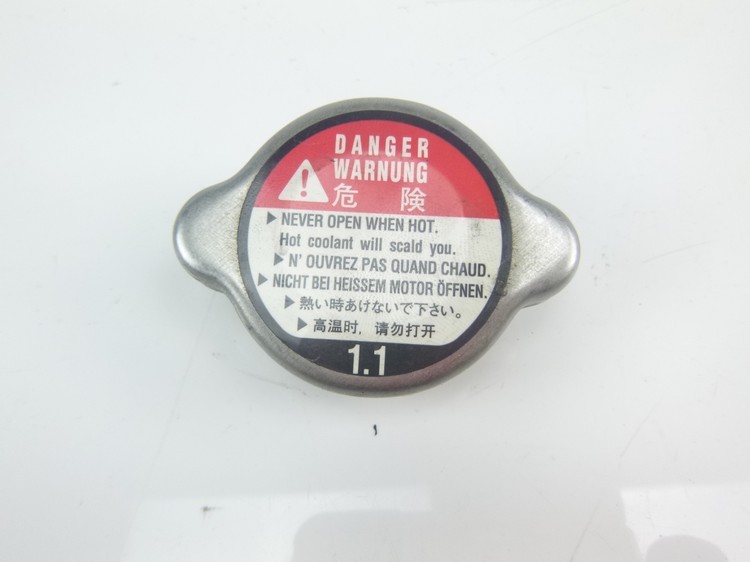 DANGER
WARNUNG
危険
▶ NEVER OPEN WHEN HOT.
Hot coolant will scald you.
▶ N' OUVREZ PAS QUAND CHAUD.
▶ NICHT BEI HEISSEM MOTOR ÖFFNEN.
▶ 熱い時あけないで下さい。
▶ 高温时，请勿打开
1.1